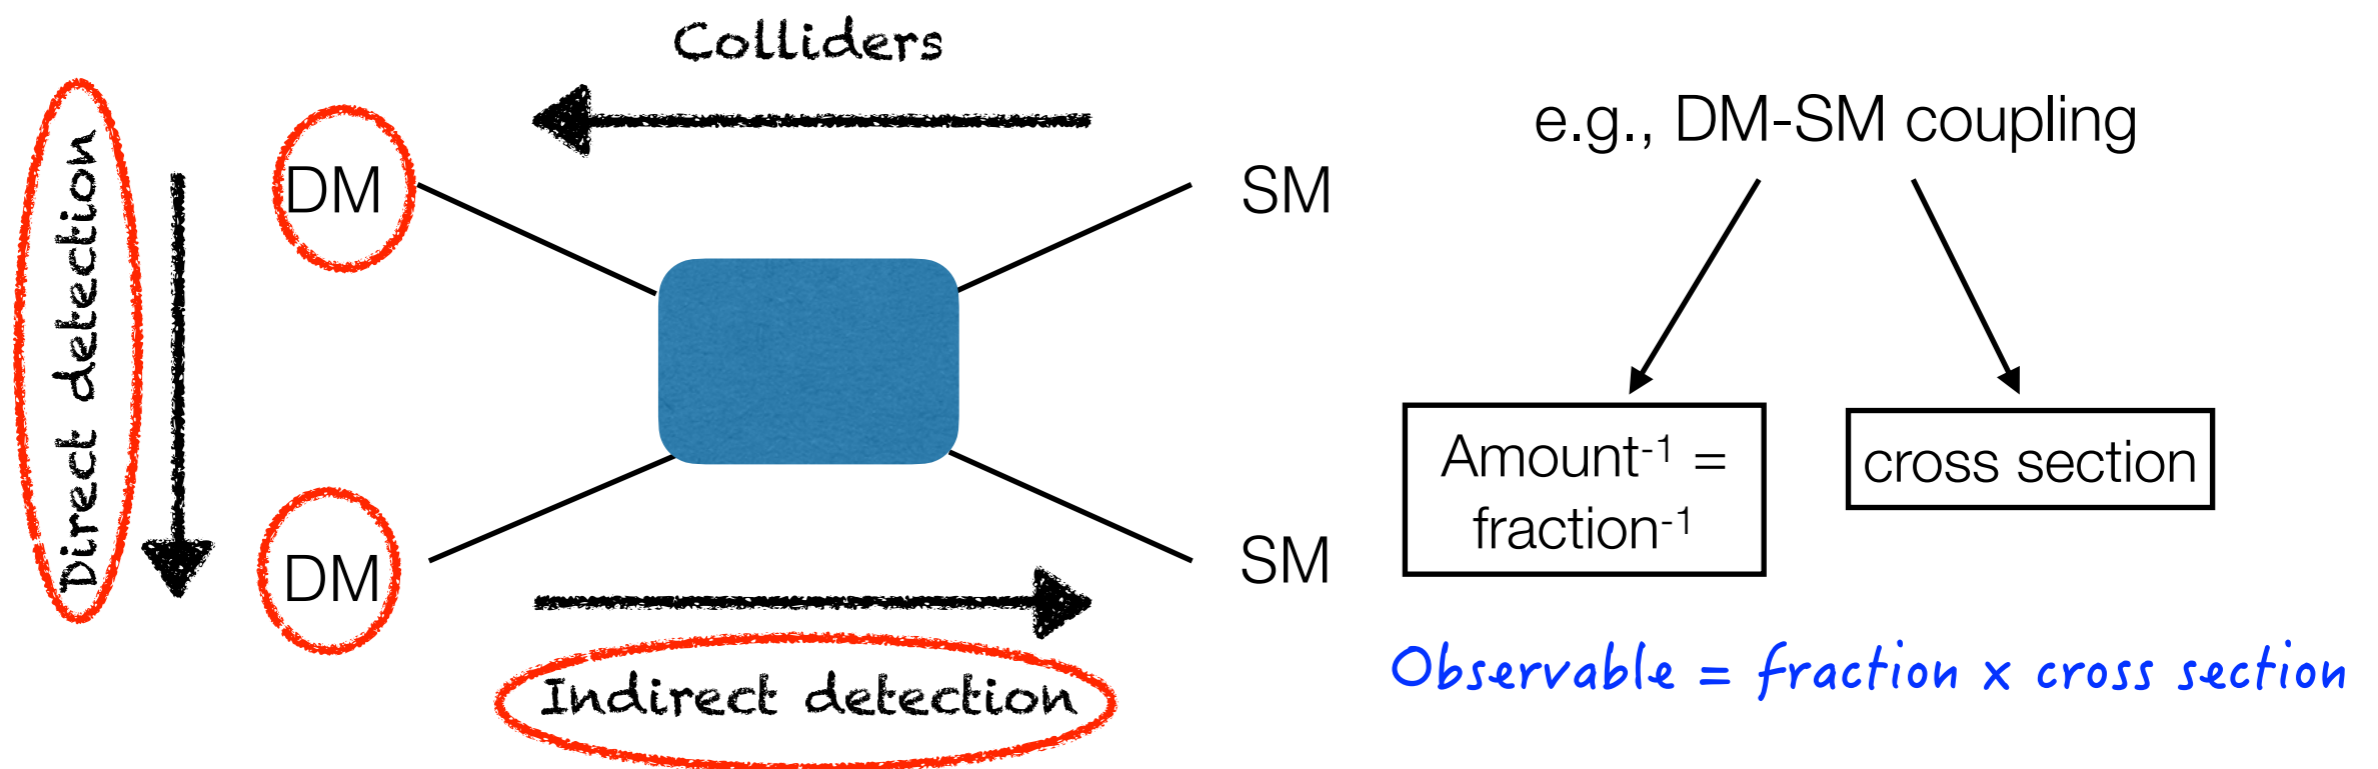 Colliders
Direct detection
DM
SM
DM
SM
Indirect detection
e.g., DM-SM coupling
Amount⁻¹ =
fraction⁻¹
cross section
Observable = fraction x cross section